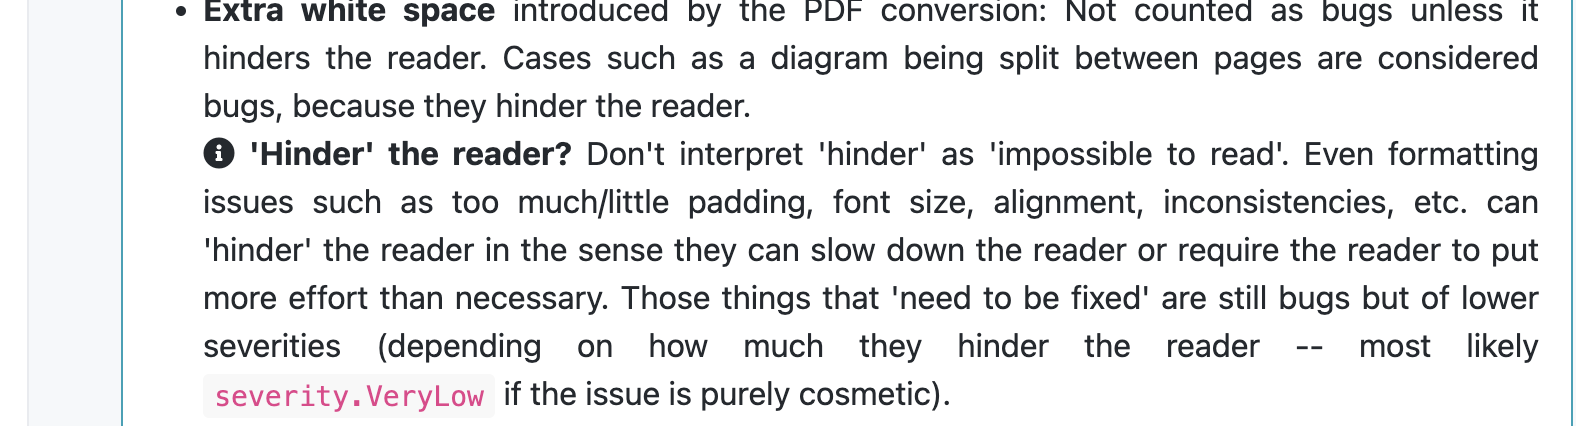 • Extra white space introduced by the PDF conversion: Not counted as bugs unless it
hinders the reader. Cases such as a diagram being split between pages are considered
bugs, because they hinder the reader.
'Hinder' the reader? Don't interpret 'hinder' as 'impossible to read'. Even formatting
issues such as too much/little padding, font size, alignment, inconsistencies, etc. can
'hinder' the reader in the sense they can slow down the reader or require the reader to put
more effort than necessary. Those things that 'need to be fixed' are still bugs but of lower
severities (depending on how much they hinder the reader -- most likely
severity.VeryLow if the issue is purely cosmetic).